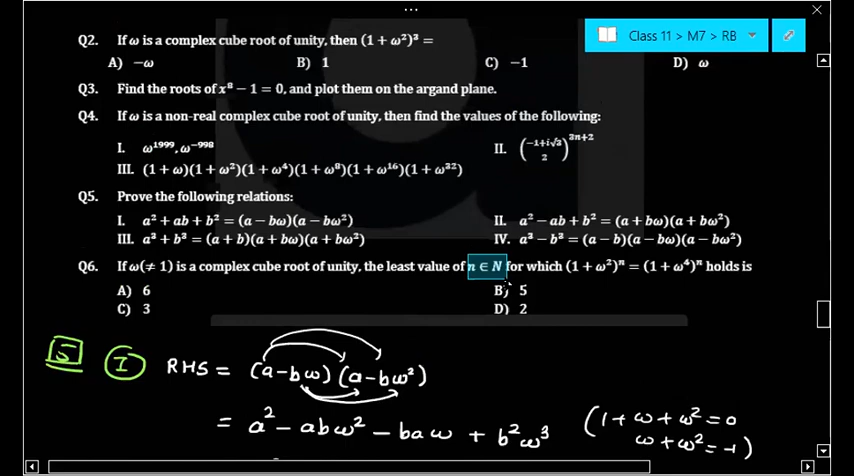 Class 11 > M7 > RB
Q2. If ω is a complex cube root of unity, then (1 + ω²)³ =
A) −ω B) 1 C) −1 D) ω
Q3. Find the roots of x⁸ − 1 = 0, and plot them on the argand plane.
Q4. If ω is a non-real complex cube root of unity, then find the values of the following:
I. ω¹⁹⁹⁹, ω⁻⁹⁹⁸ II. ((−1+i√3)/2)³ⁿ⁺²
III. (1 + ω)(1 + ω²)(1 + ω⁴)(1 + ω⁸)(1 + ω¹⁶)(1 + ω³²)
Q5. Prove the following relations:
I. a² + ab + b² = (a − bω)(a − bω²) II. a² − ab + b² = (a + bω)(a + bω²)
III. a³ + b³ = (a + b)(a + bω)(a + bω²) IV. a³ − b³ = (a − b)(a − bω)(a − bω²)
Q6. If ω(≠ 1) is a complex cube root of unity, the least value of n ∈ N for which (1 + ω²)ⁿ = (1 + ω⁴)ⁿ holds is
A) 6 B) 5
C) 3 D) 2
5 I RHS = (a − bω)(a − bω²)
= a² − abω² − baω + b²ω³ (1 + ω + ω² = 0
ω + ω² = −1)